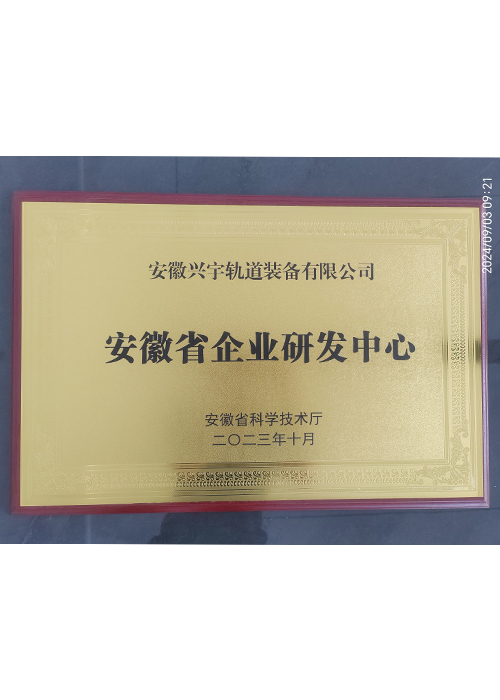 安徽兴宇轨道装备有限公司
安徽省企业研发中心
安徽省科学技术厅
二〇二三年十月
2024/09/03 09:21